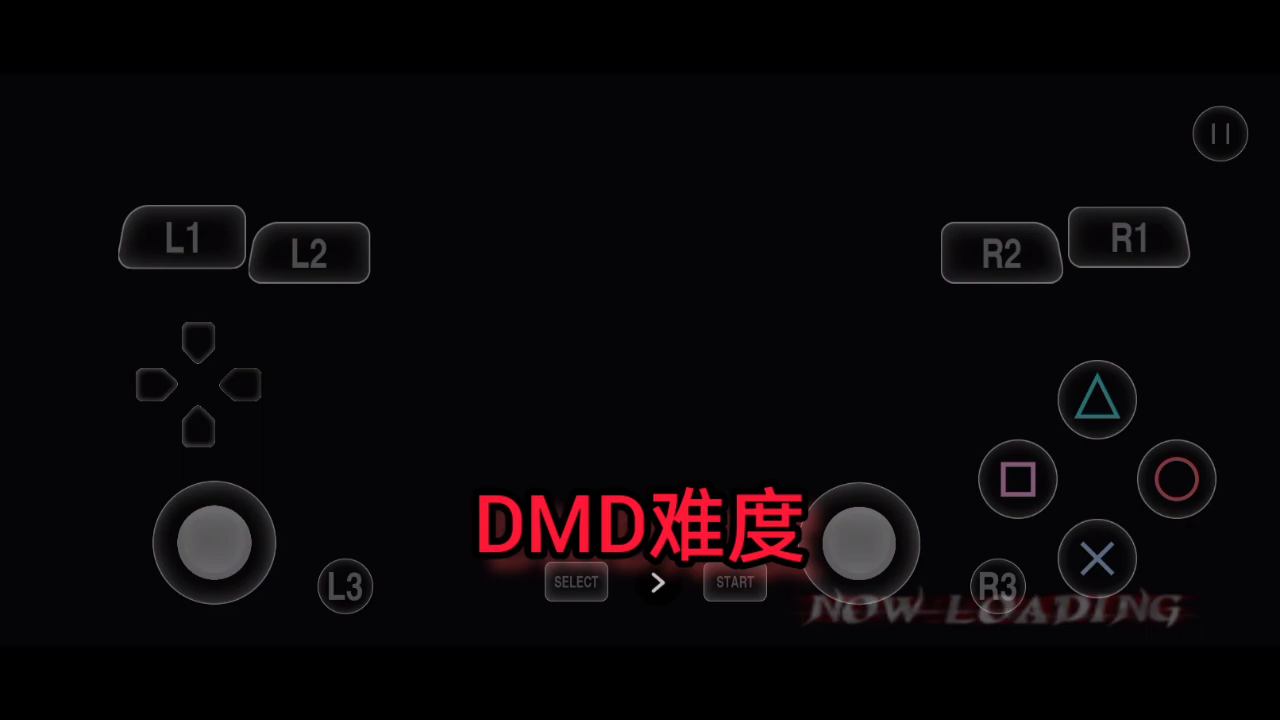 L1
L2
R2
R1
DMD难度
L3
SELECT
START
R3
NOW LOADING